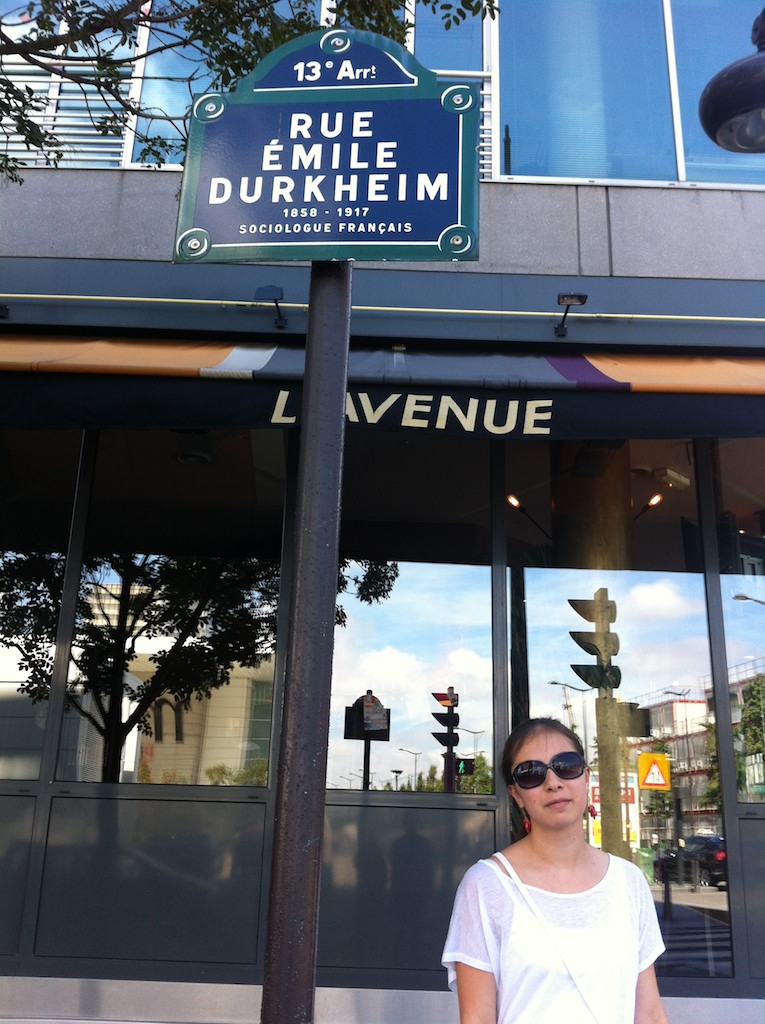 13e Arrt
RUE
ÉMILE
DURKHEIM
1858 - 1917
SOCIOLOGUE FRANÇAIS
L'AVENUE